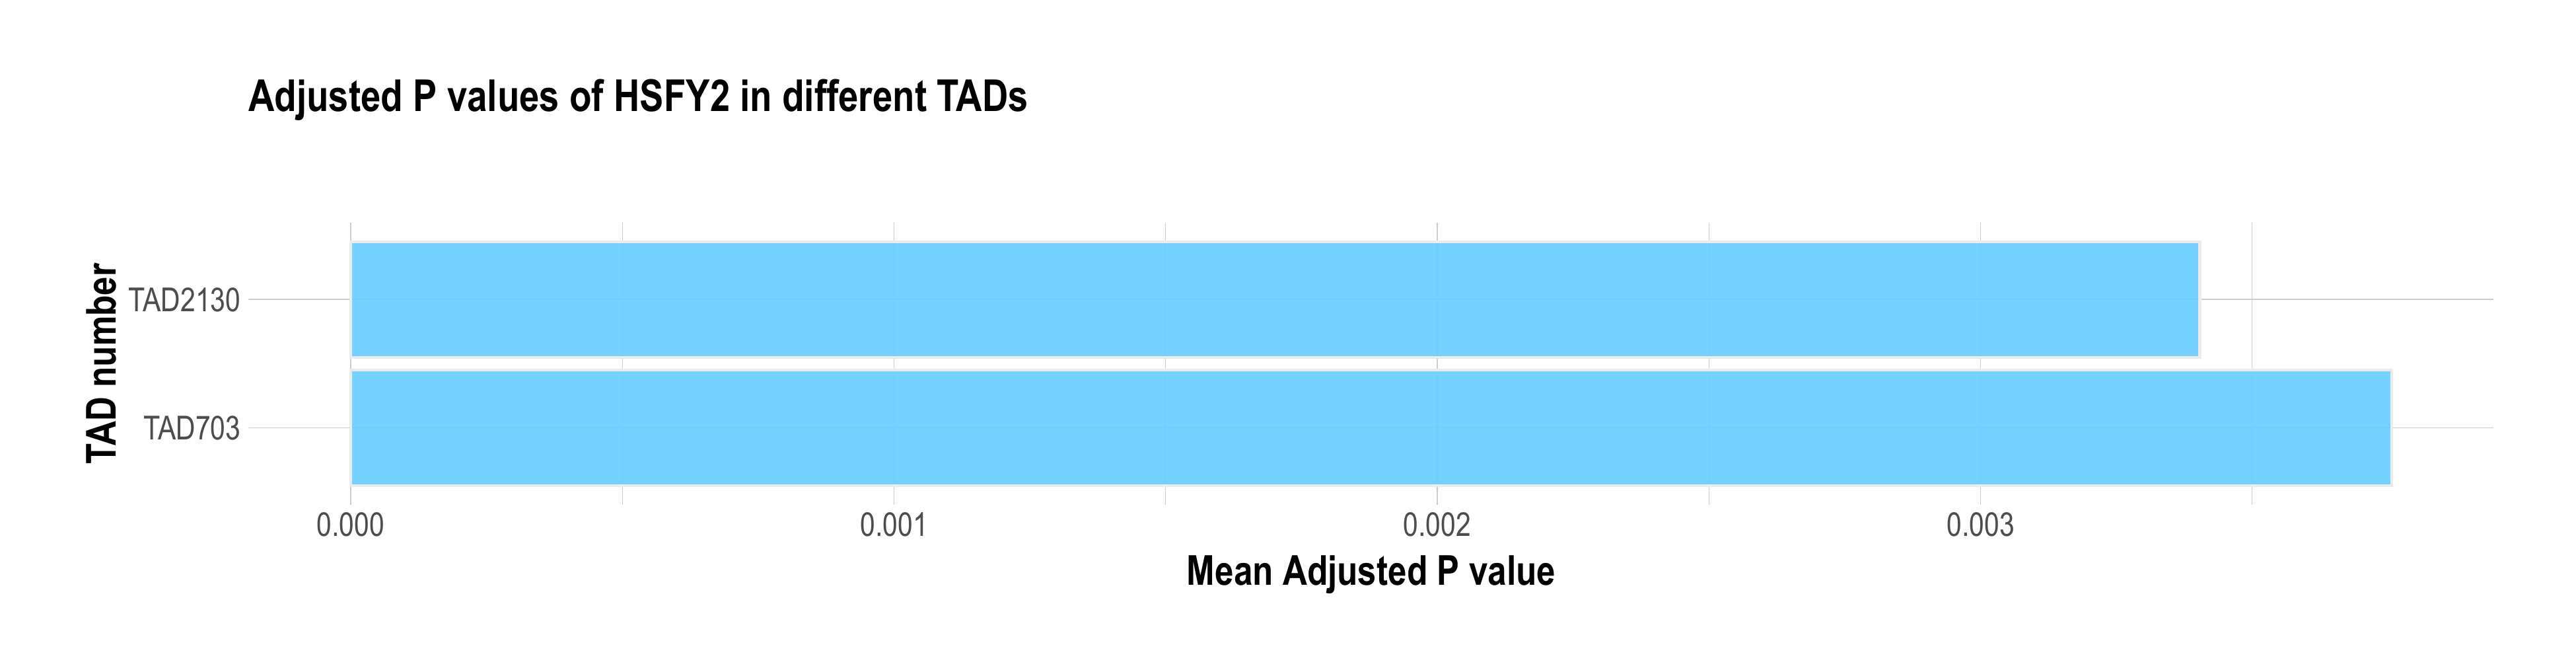 Adjusted P values of HSFY2 in different TADs
TAD number
TAD2130
TAD703
0.000 0.001 0.002 0.003
Mean Adjusted P value